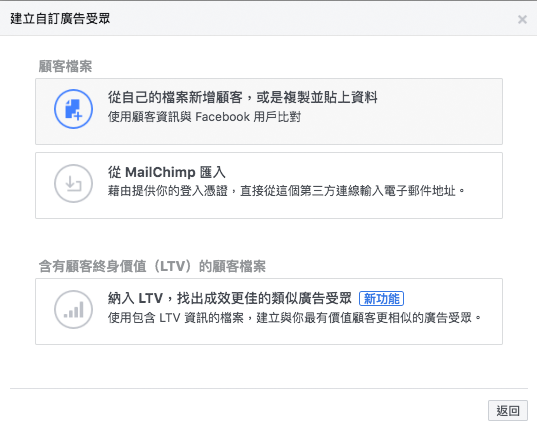 建立自訂廣告受眾
顧客檔案
從自己的檔案新增顧客，或是複製並貼上資料
使用顧客資訊與 Facebook 用戶比對
從 MailChimp 匯入
藉由提供你的登入憑證，直接從這個第三方連線輸入電子郵件地址。
含有顧客終身價值（LTV）的顧客檔案
納入 LTV，找出成效更佳的類似廣告受眾 新功能
使用包含 LTV 資訊的檔案，建立與你最有價值顧客更相似的廣告受眾。
返回